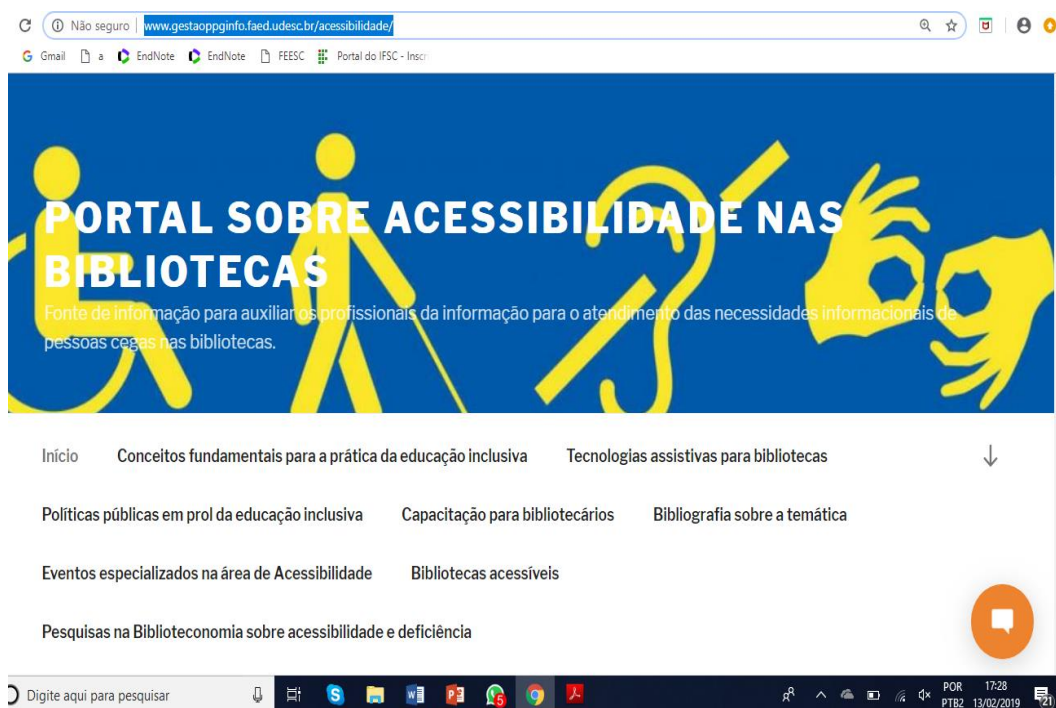 Não seguro | www.gestaoppginfo.faed.udesc.br/acessibilidade/
G Gmail a EndNote EndNote FEESC Portal do IFSC - Inscr
PORTAL SOBRE ACESSIBILIDADE NAS
BIBLIOTECAS
Fonte de informação para auxiliar os profissionais da informação para o atendimento das necessidades informacionais de
pessoas cegas nas bibliotecas.
Início Conceitos fundamentais para a prática da educação inclusiva Tecnologias assistivas para bibliotecas
Políticas públicas em prol da educação inclusiva Capacitação para bibliotecários Bibliografia sobre a temática
Eventos especializados na área de Acessibilidade Bibliotecas acessíveis
Pesquisas na Biblioteconomia sobre acessibilidade e deficiência
Digite aqui para pesquisar POR 17:28
PTB2 13/02/2019 21